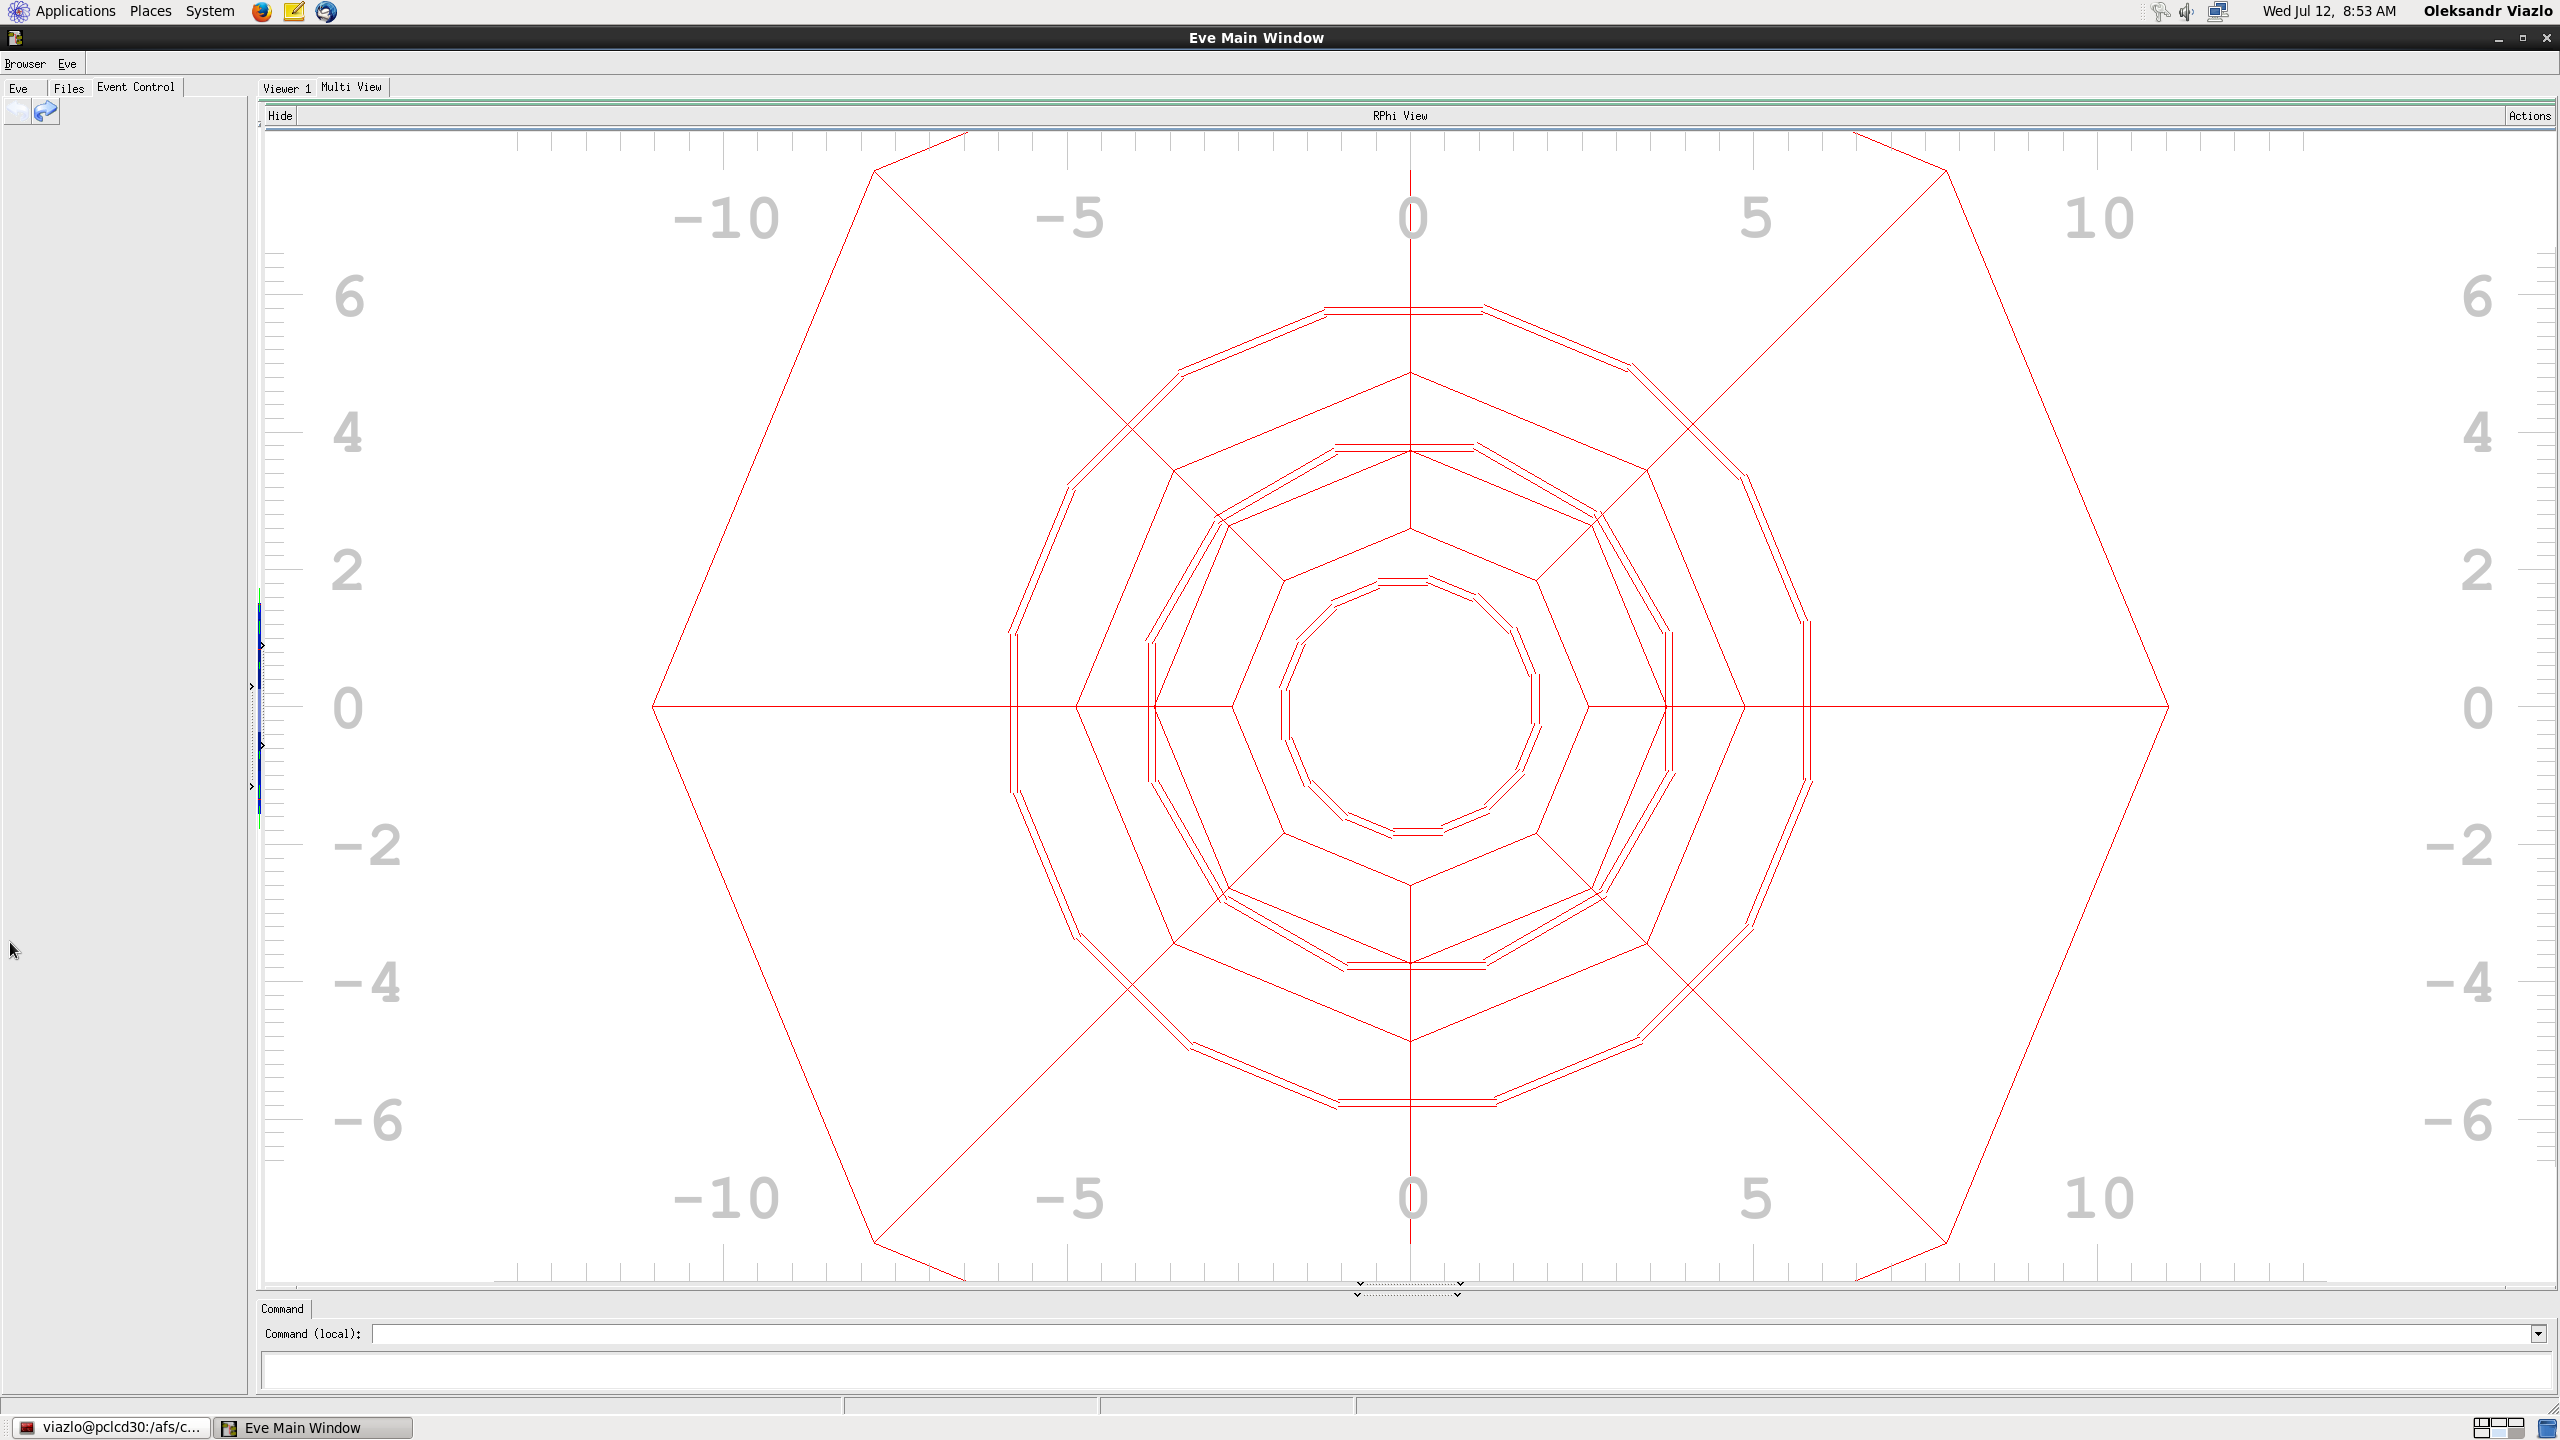 Applications Places System Wed Jul 12, 8:53 AM Oleksandr Viazlo
Eve Main Window
Browser Eve
Eve Files Event Control Viewer 1 Multi View
Hide RPhi View Actions
-10 -5 0 5 10
6 6
4 4
2 2
0 0
-2 -2
-4 -4
-6 -6
-10 -5 0 5 10
Command
Command (local):
viazlo@pclcd30:/afs/c... Eve Main Window